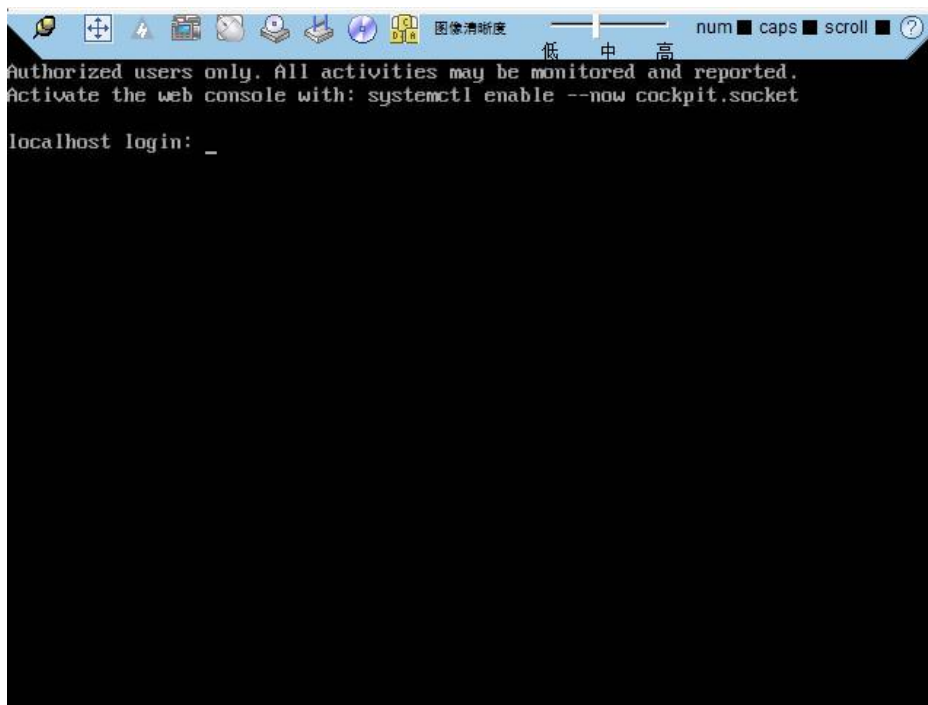 图像清晰度
低 中 高
num caps scroll ?
Authorized users only. All activities may be monitored and reported.
Activate the web console with: systemctl enable --now cockpit.socket
localhost login: _